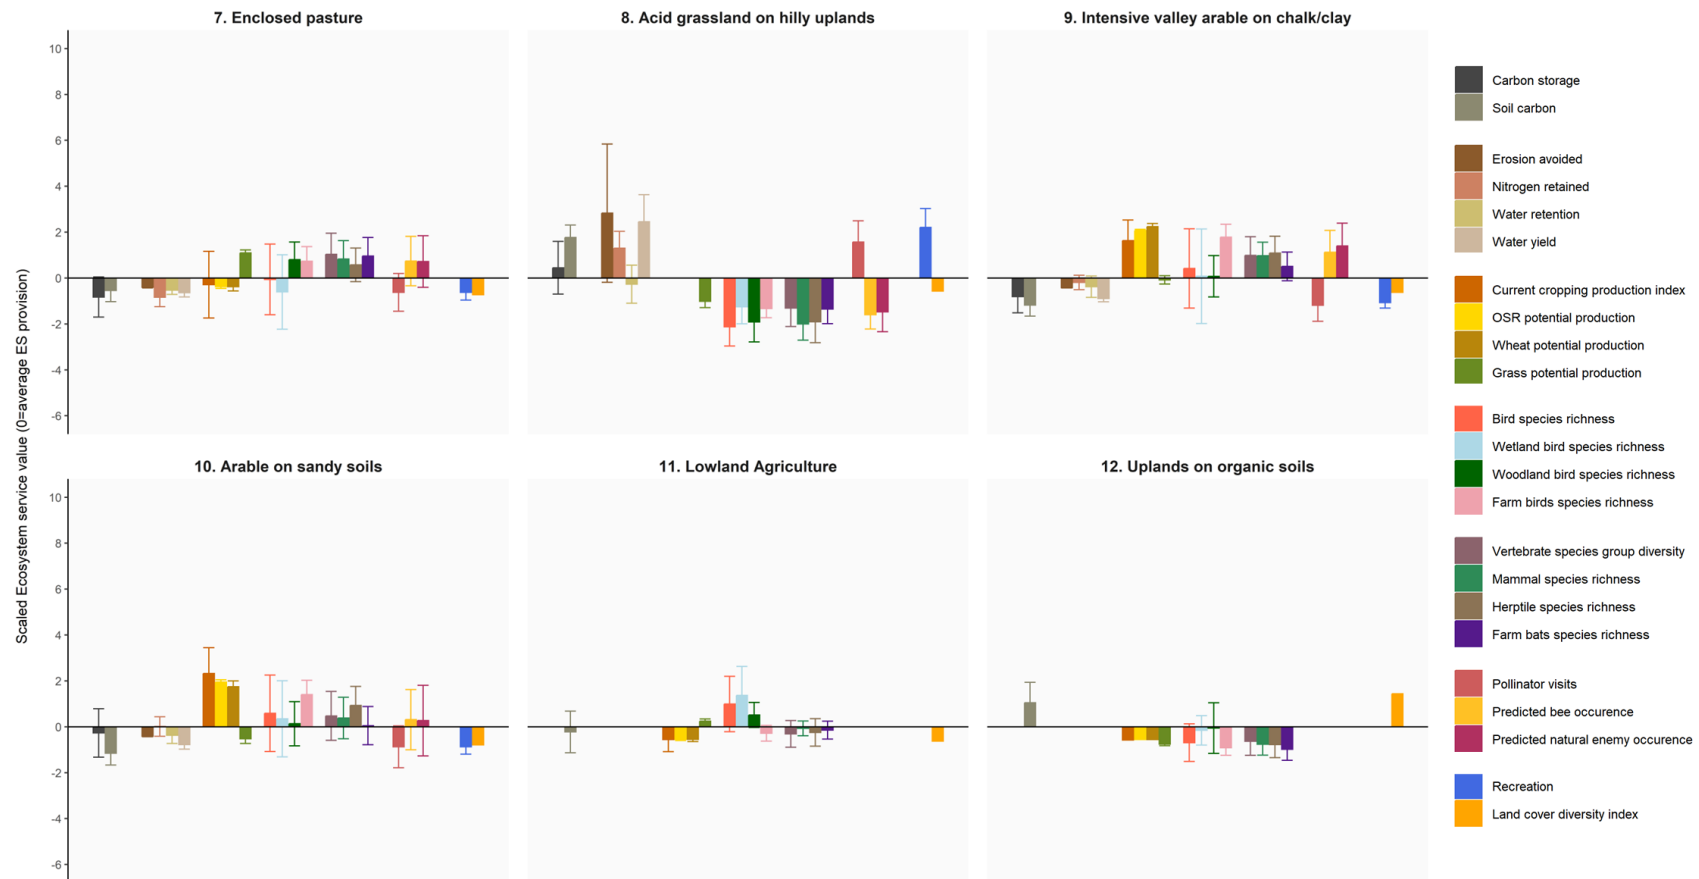 7. Enclosed pasture
8. Acid grassland on hilly uplands
9. Intensive valley arable on chalk/clay
10
8
6
4
2
0
-2
-4
-6
10. Arable on sandy soils
11. Lowland Agriculture
12. Uplands on organic soils
10
8
6
4
2
0
-2
-4
-6
Scaled Ecosystem service value (0=average ES provision)
Carbon storage
Soil carbon
Erosion avoided
Nitrogen retained
Water retention
Water yield
Current cropping production index
OSR potential production
Wheat potential production
Grass potential production
Bird species richness
Wetland bird species richness
Woodland bird species richness
Farm birds species richness
Vertebrate species group diversity
Mammal species richness
Herptile species richness
Farm bats species richness
Pollinator visits
Predicted bee occurence
Predicted natural enemy occurence
Recreation
Land cover diversity index